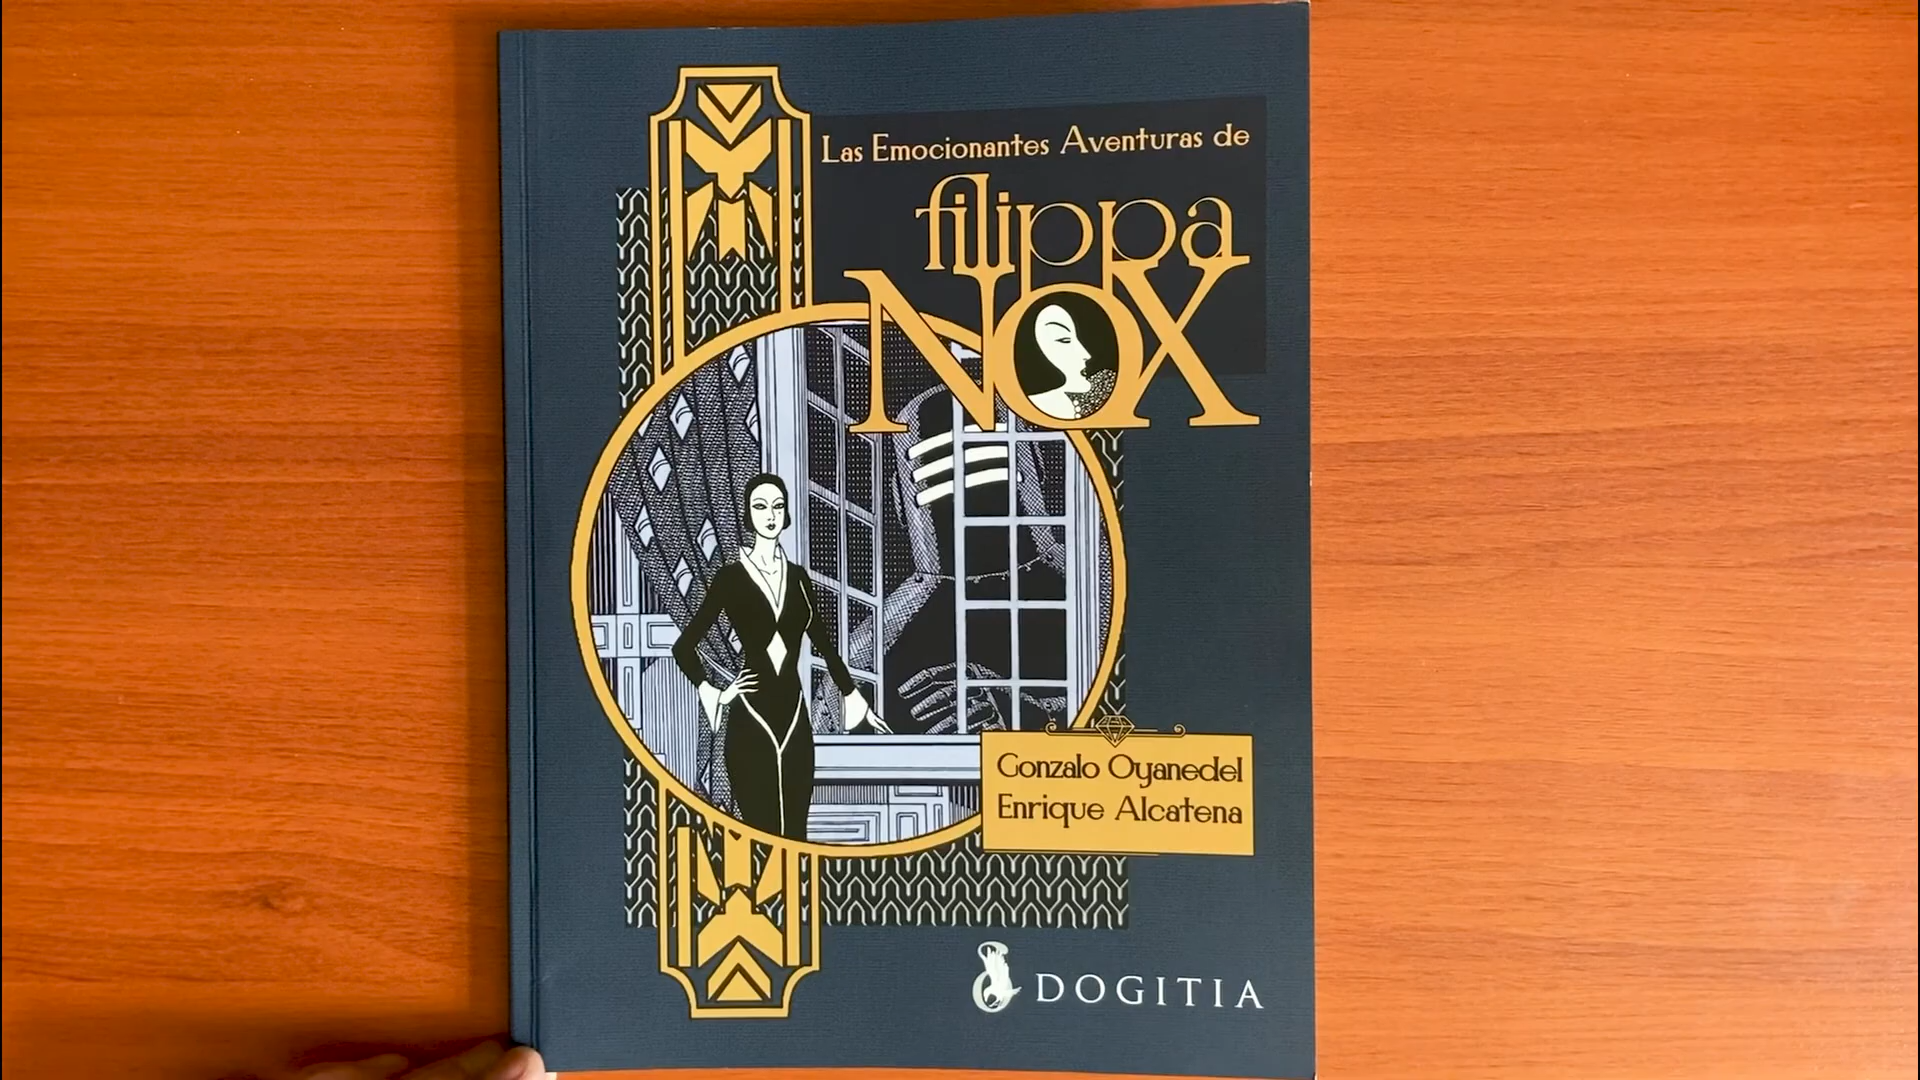 Las Emocionantes Aventuras de
filippa
NOX
Gonzalo Oyanedel
Enrique Alcatena
DOGITIA